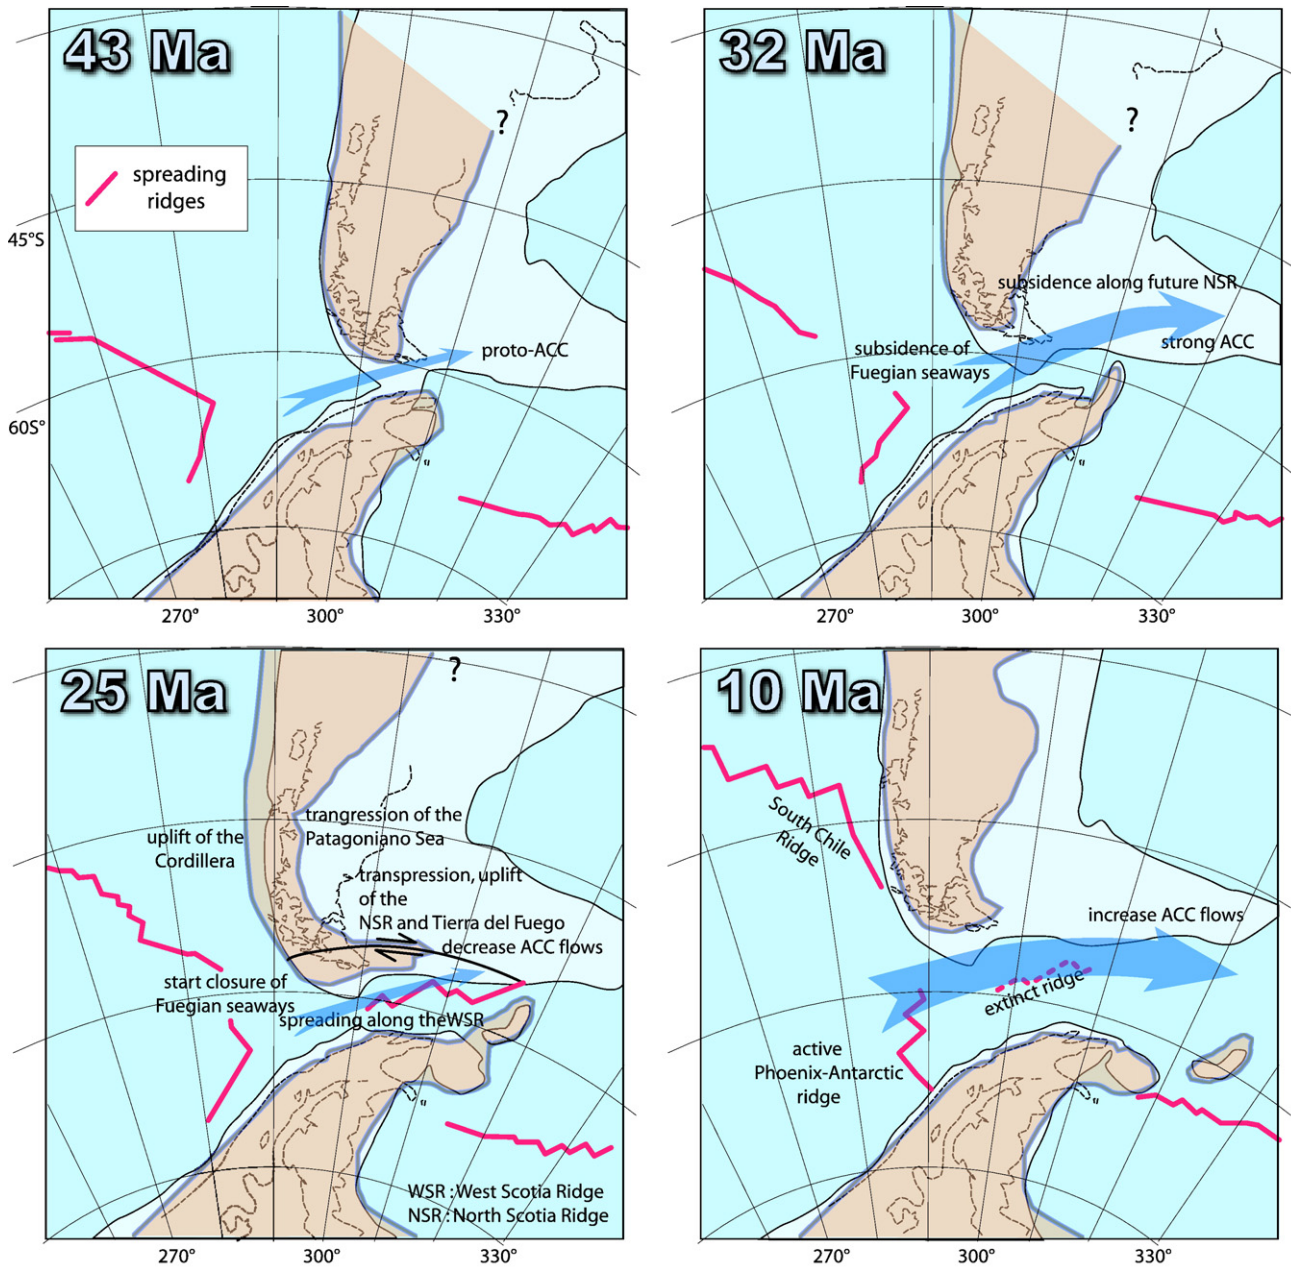 43 Ma
?
spreading
ridges
45°S
proto-ACC
60S°
270°
300°
330°
32 Ma
?
subsidence along future NSR
strong ACC
subsidence of
Fuegian seaways
270°
300°
330°
25 Ma
?
uplift of the
Cordillera
trangression of the
Patagoniano Sea
transpression, uplift
of the
NSR and Tierra del Fuego
decrease ACC flows
start closure of
Fuegian seaways
spreading along theWSR
WSR : West Scotia Ridge
NSR : North Scotia Ridge
270°
300°
330°
10 Ma
South Chile
Ridge
increase ACC flows
extinct ridge
active
Phoenix-Antarctic
ridge
270°
300°
330°